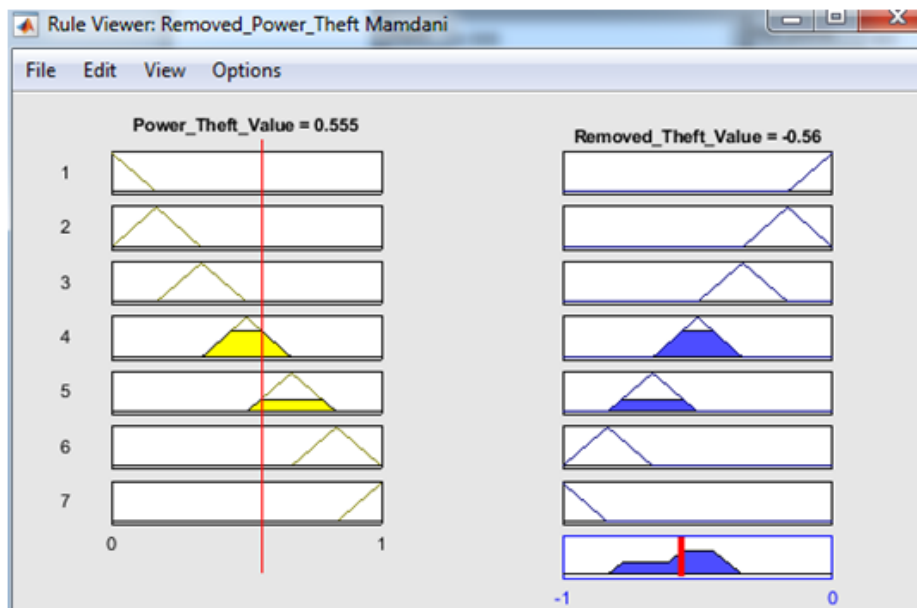 Rule Viewer: Removed_Power_Theft Mamdani
File Edit View Options
Power_Theft_Value = 0.555
Removed_Theft_Value = -0.56
1
2
3
4
5
6
7
0 1
-1 0